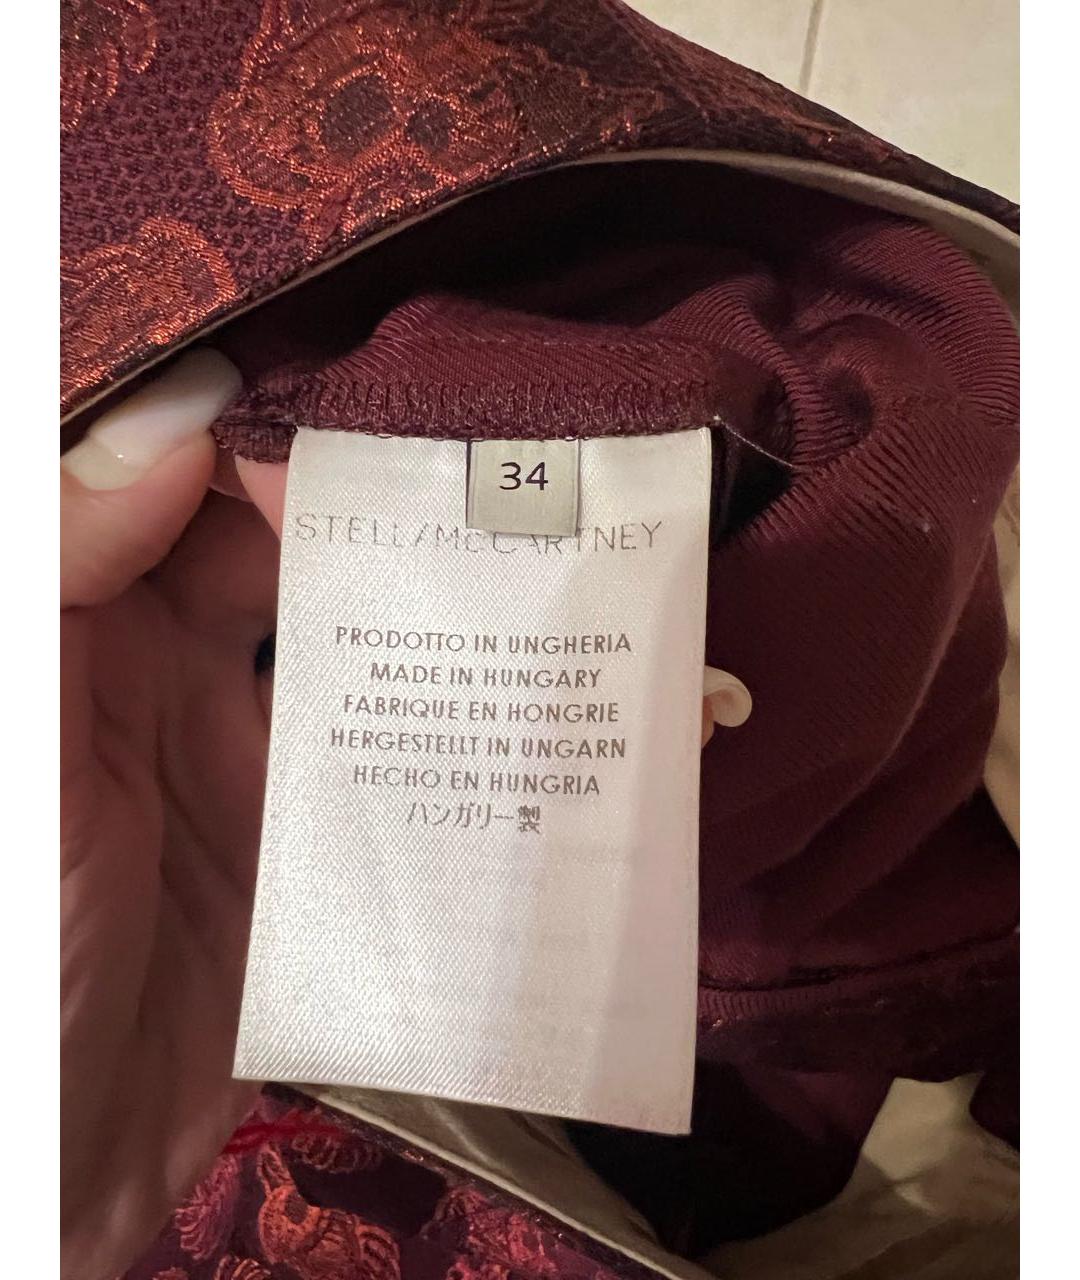 34
STELLA McCARTNEY
PRODOTTO IN UNGHERIA
MADE IN HUNGARY
FABRIQUE EN HONGRIE
HERGESTELLT IN UNGARN
HECHO EN HUNGRIA
ハンガリー製